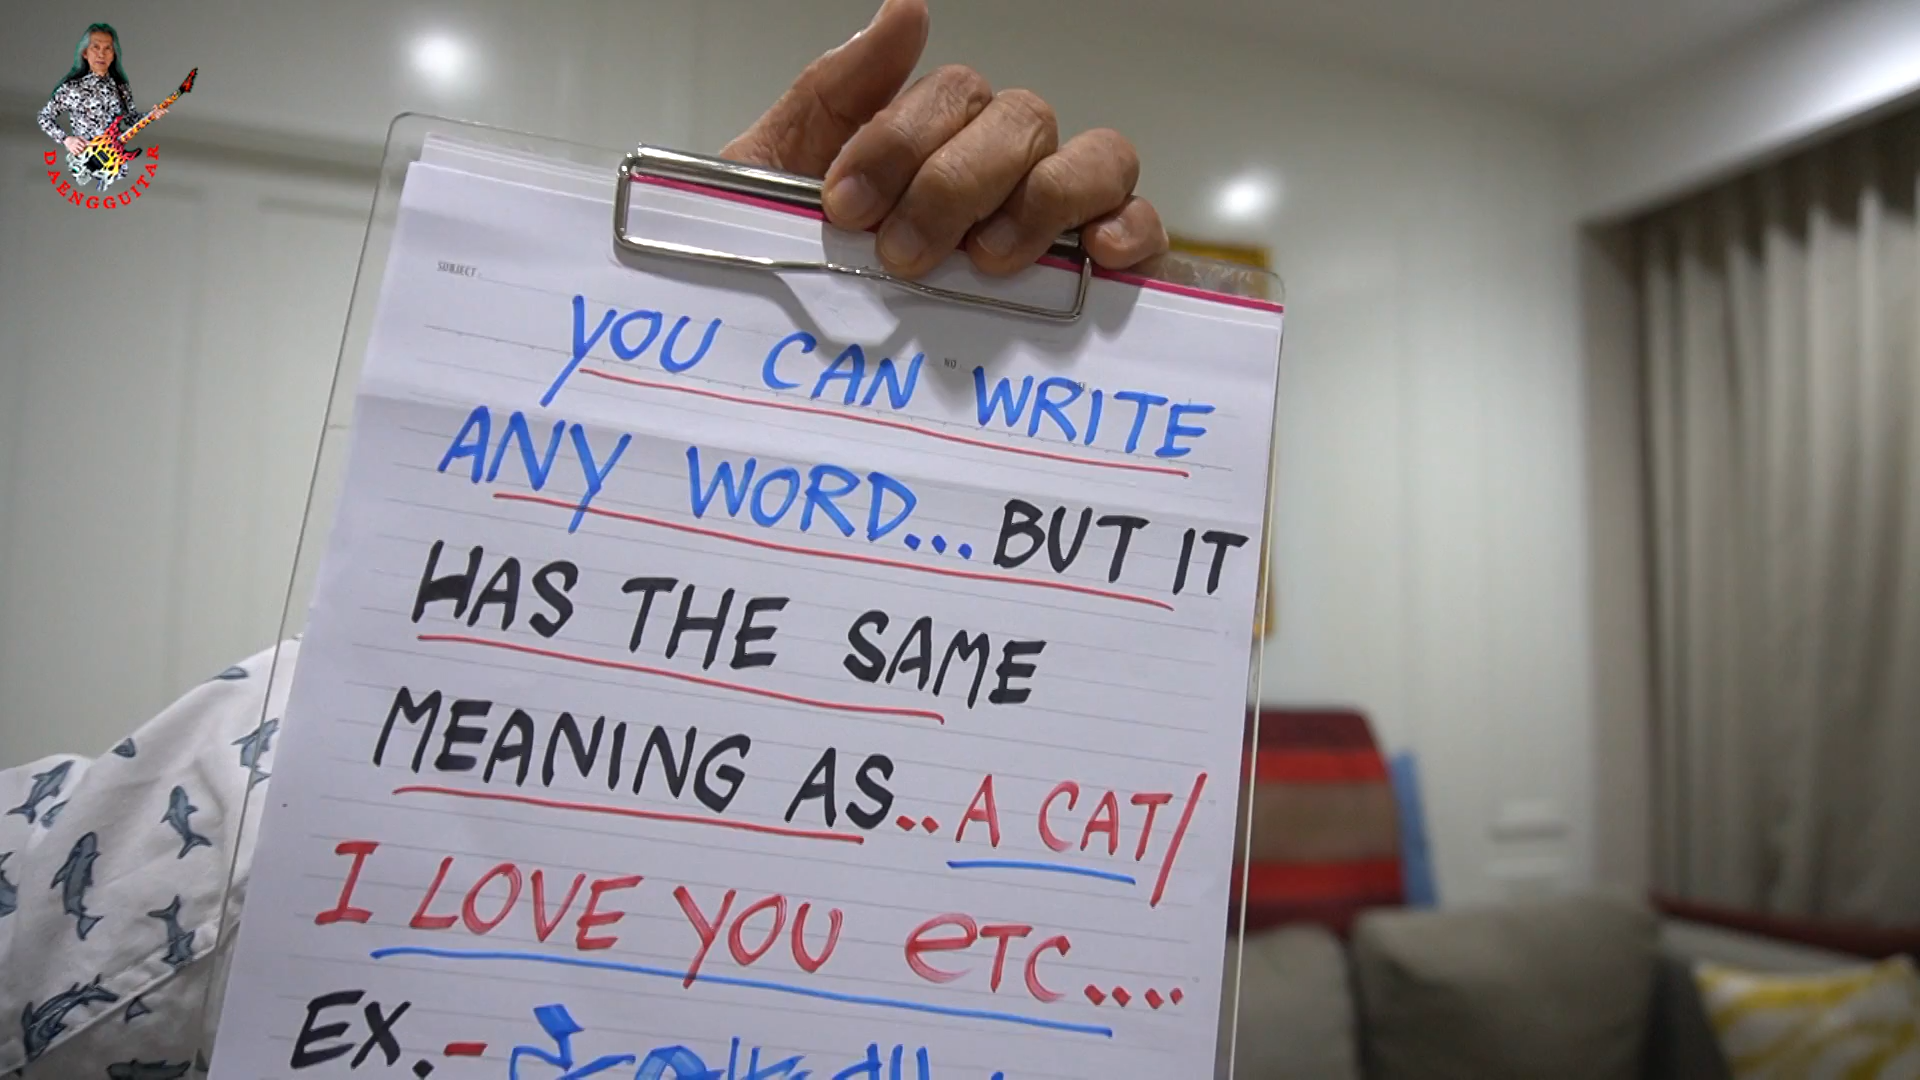 DAENGGUITAR
SUBJECT:
NO.
YOU CAN WRITE
ANY WORD... BUT IT
HAS THE SAME
MEANING AS.. A CAT/
I LOVE YOU eTC....
EX.-